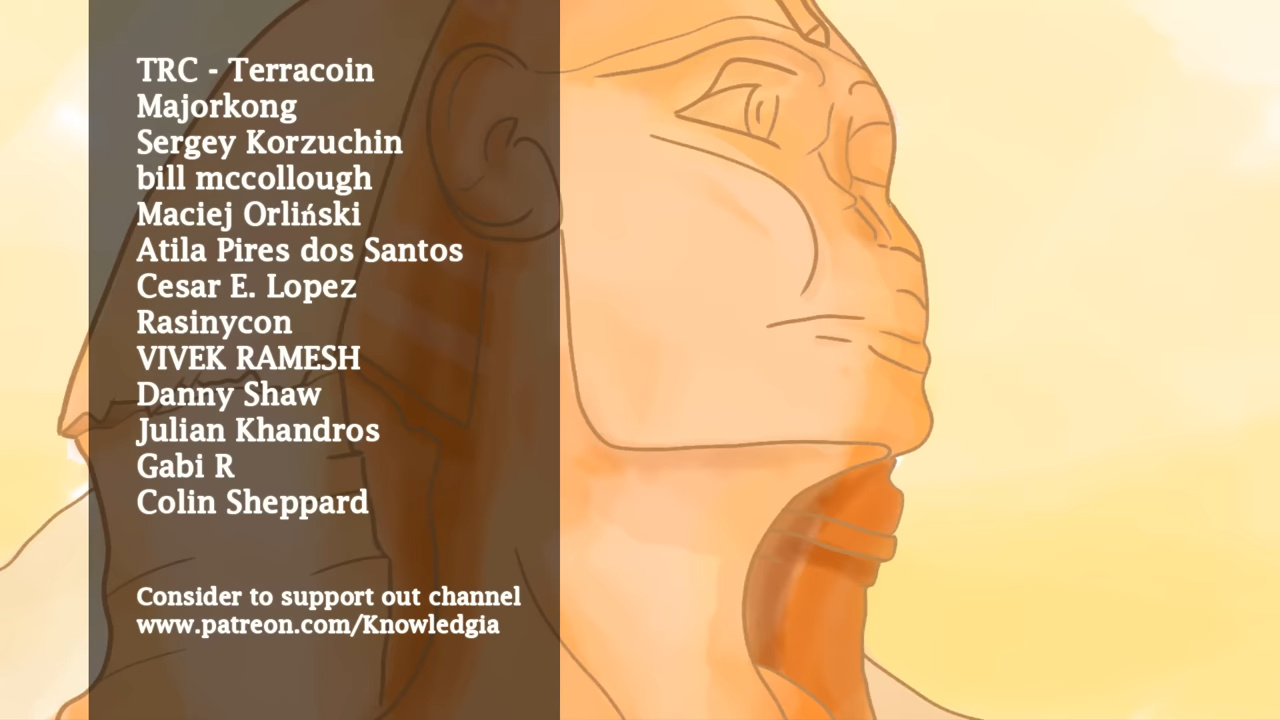 TRC - Terracoin
Majorkong
Sergey Korzuchin
bill mccollough
Maciej Orliński
Atila Pires dos Santos
Cesar E. Lopez
Rasinycon
VIVEK RAMESH
Danny Shaw
Julian Khandros
Gabi R
Colin Sheppard
Consider to support out channel
www.patreon.com/Knowledgia